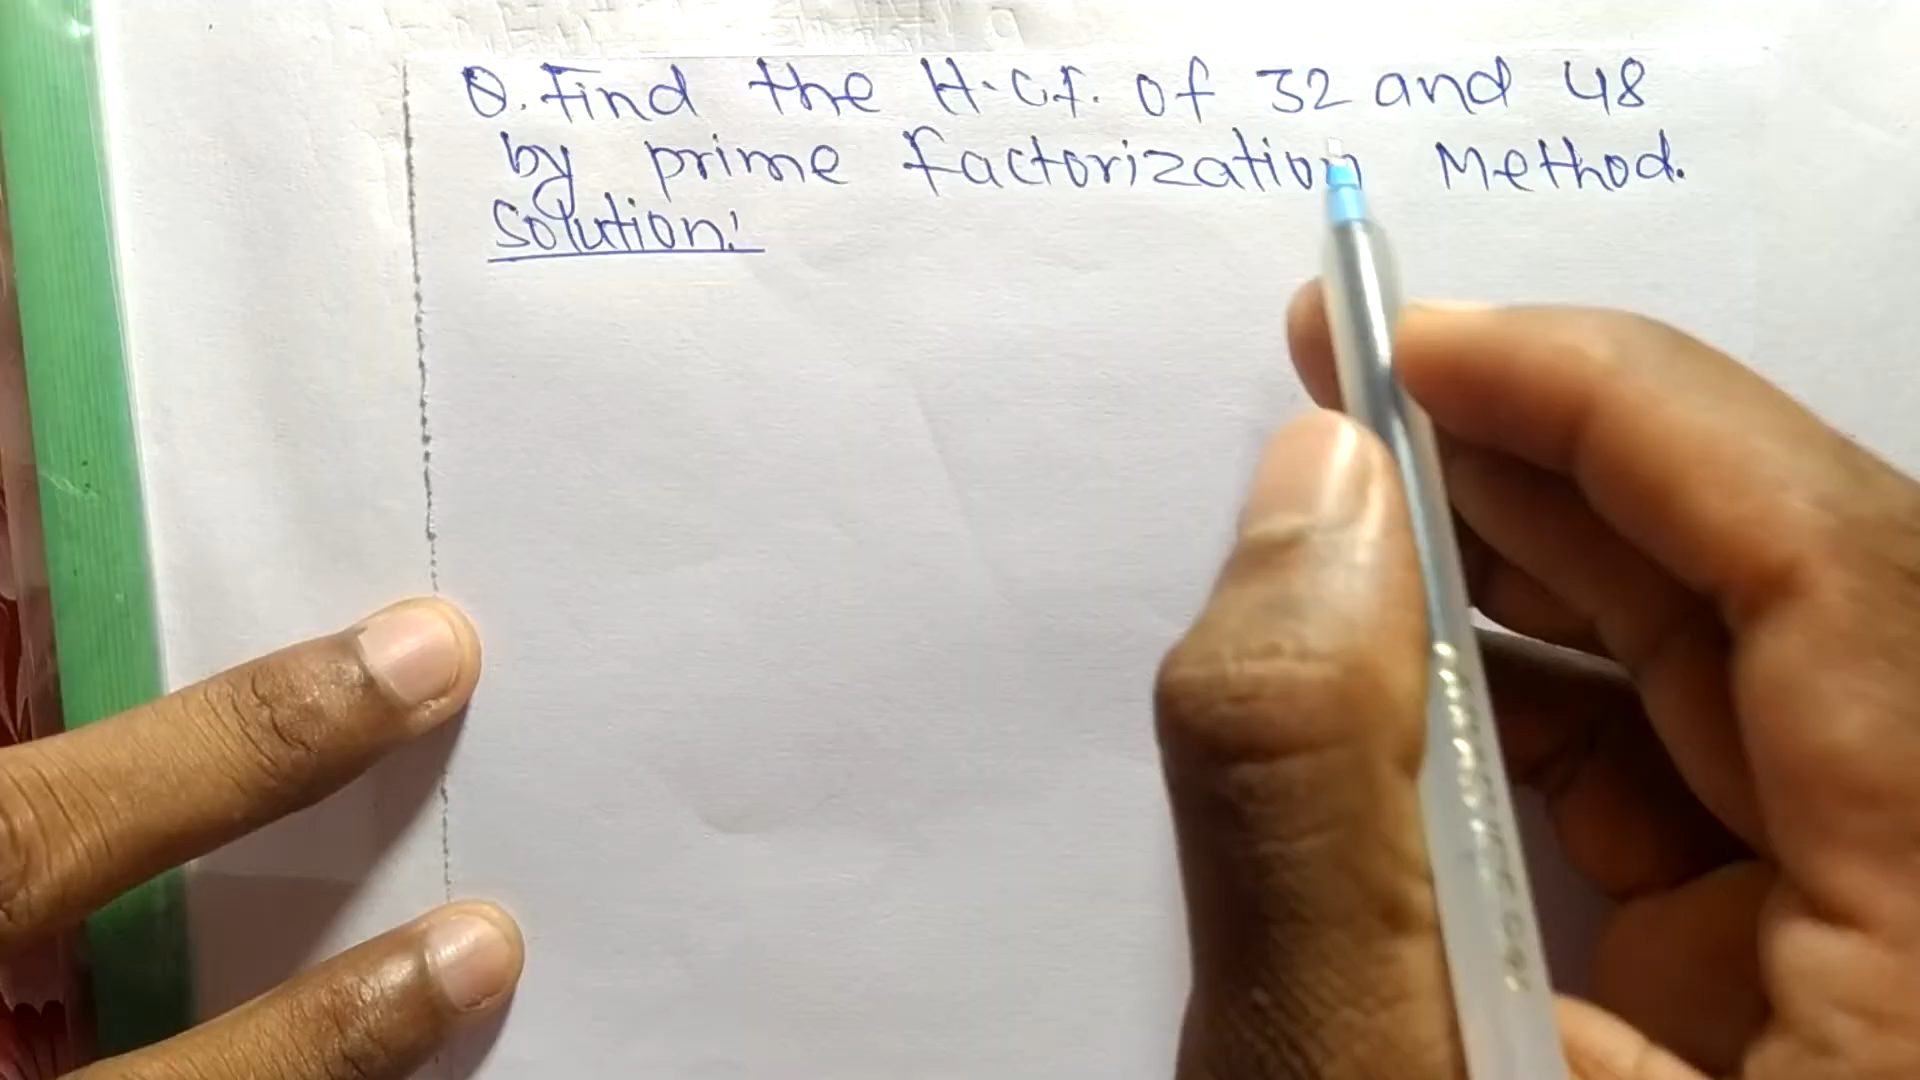 Q. Find the H.C.F. of 32 and 48
by prime factorization Method.
Solution: